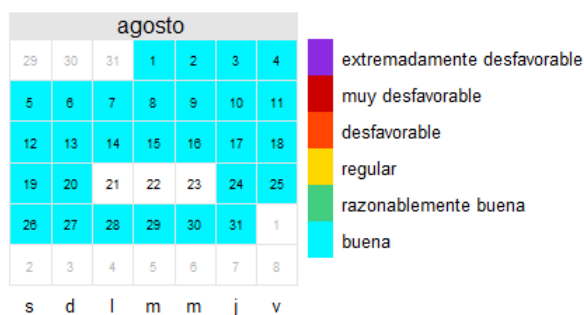 agosto
29 30 31 1 2 3 4
5 6 7 8 9 10 11
12 13 14 15 16 17 18
19 20 21 22 23 24 25
26 27 28 29 30 31 1
2 3 4 5 6 7 8
s d l m m j v
extremadamente desfavorable
muy desfavorable
desfavorable
regular
razonablemente buena
buena